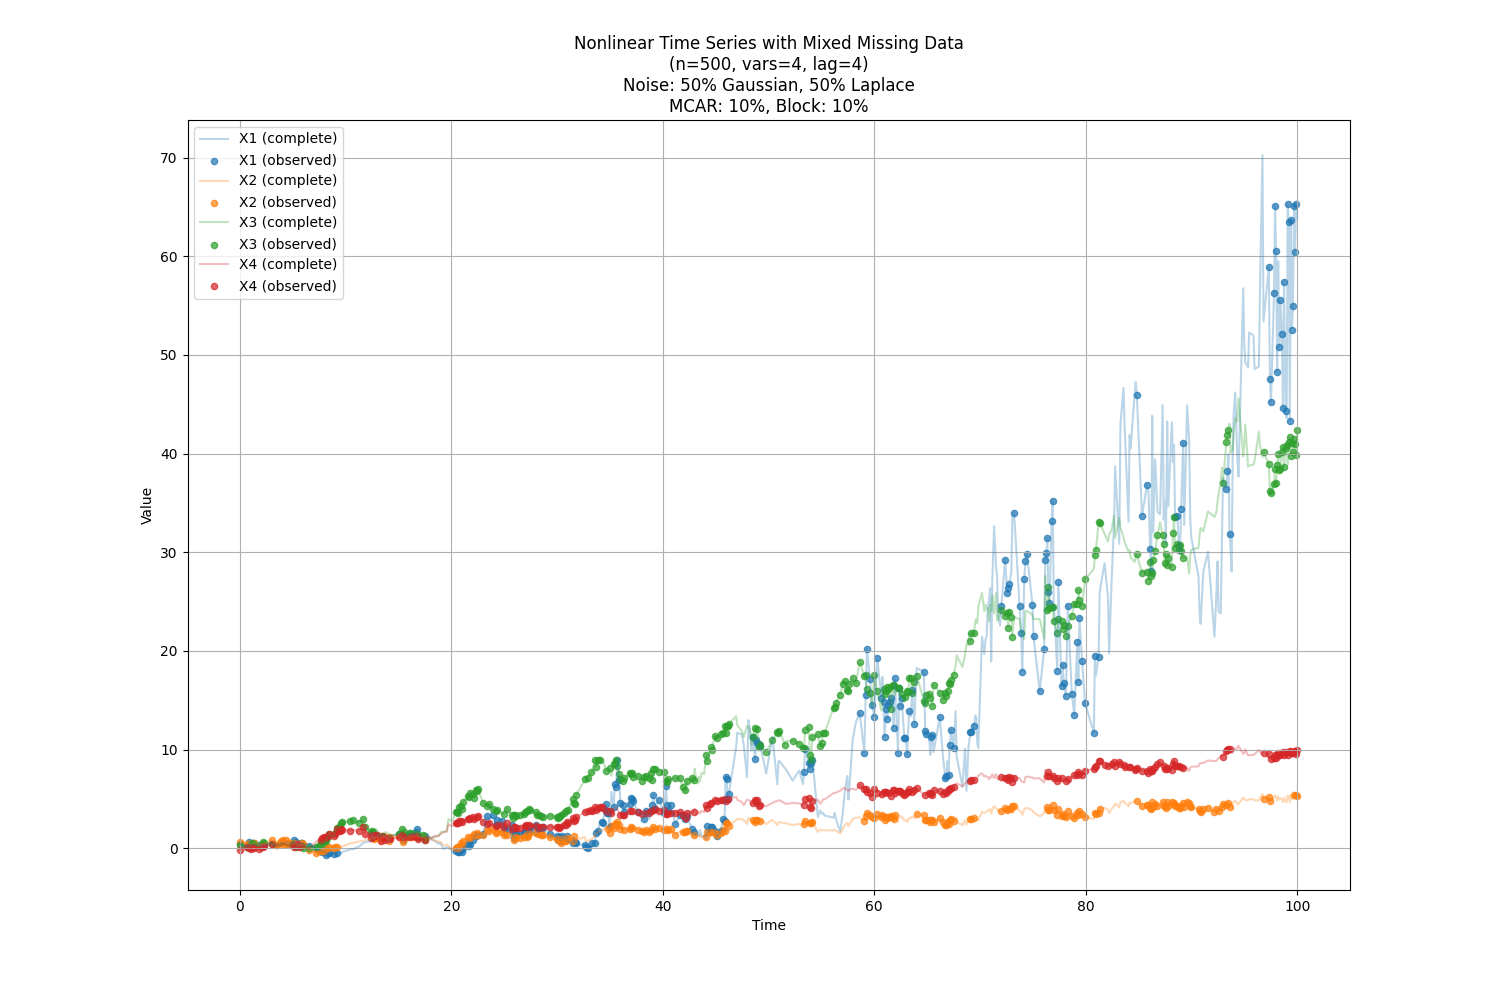 Nonlinear Time Series with Mixed Missing Data
(n=500, vars=4, lag=4)
Noise: 50% Gaussian, 50% Laplace
MCAR: 10%, Block: 10%
X1 (complete)
X1 (observed)
X2 (complete)
X2 (observed)
X3 (complete)
X3 (observed)
X4 (complete)
X4 (observed)
70
60
50
40
30
20
10
0
Value
0 20 40 60 80 100
Time